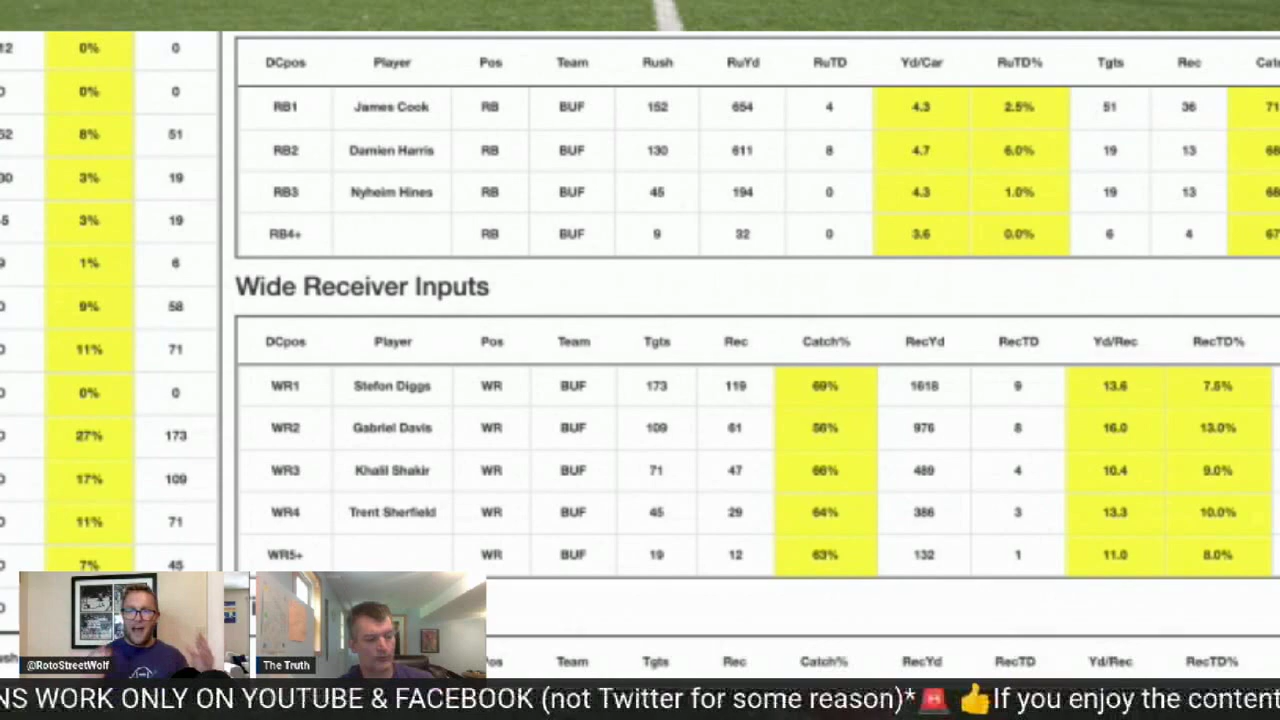 DCpos Player Pos Team Rush RuYd RuTD Yd/Car RuTD% Tgts Rec
RB1 James Cook RB BUF 152 654 4 4.3 2.5% 51 36 71
RB2 Damien Harris RB BUF 130 611 8 4.7 6.0% 19 13 68
RB3 Nyheim Hines RB BUF 45 194 0 4.3 1.0% 19 13 68
RB4+ RB BUF 9 32 0 3.6 0.0% 6 4 67
12 0% 0
0% 0
52 8% 51
30 3% 19
3% 19
1% 6
9% 58
11% 71
0% 0
27% 173
17% 109
11% 71
7% 45
Wide Receiver Inputs
DCpos Player Pos Team Tgts Rec Catch% RecYd RecTD Yd/Rec RecTD%
WR1 Stefon Diggs WR BUF 173 119 69% 1618 9 13.6 7.5%
WR2 Gabriel Davis WR BUF 109 61 56% 976 8 16.0 13.0%
WR3 Khalil Shakir WR BUF 71 47 66% 489 4 10.4 9.0%
WR4 Trent Sherfield WR BUF 45 29 64% 386 3 13.3 10.0%
WR5+ WR BUF 19 12 63% 132 1 11.0 8.0%
Team Tgts Rec Catch% RecYd RecTD Yd/Rec RecTD%
@RotoStreetWolf
The Truth
NS WORK ONLY ON YOUTUBE & FACEBOOK (not Twitter for some reason)*🚨 👍If you enjoy the content